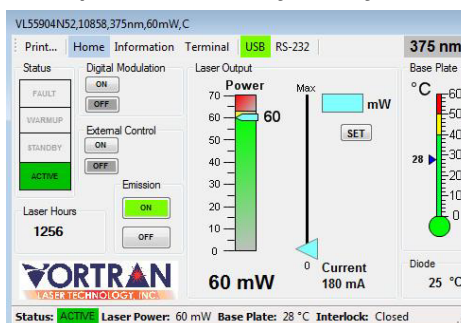 VL55904N52,10858,375nm,60mW,C
Print... Home Information Terminal USB RS-232 375 nm
Status Digital Modulation Laser Output Base Plate
FAULT
WARMUP
STANDBY
ACTIVE
ON
OFF
External Control
ON
OFF
Emission
ON
OFF
Laser Hours
1256
Power
70
60
50
40
30
20
10
0
60
60 mW
Max
0
mW
SET
Current
180 mA
°C
60
50
40
30
20
10
0
28
Diode
25 °C
VORTRAN
LASER TECHNOLOGY, INC.
Status: ACTIVE Laser Power: 60 mW Base Plate: 28 °C Interlock: Closed